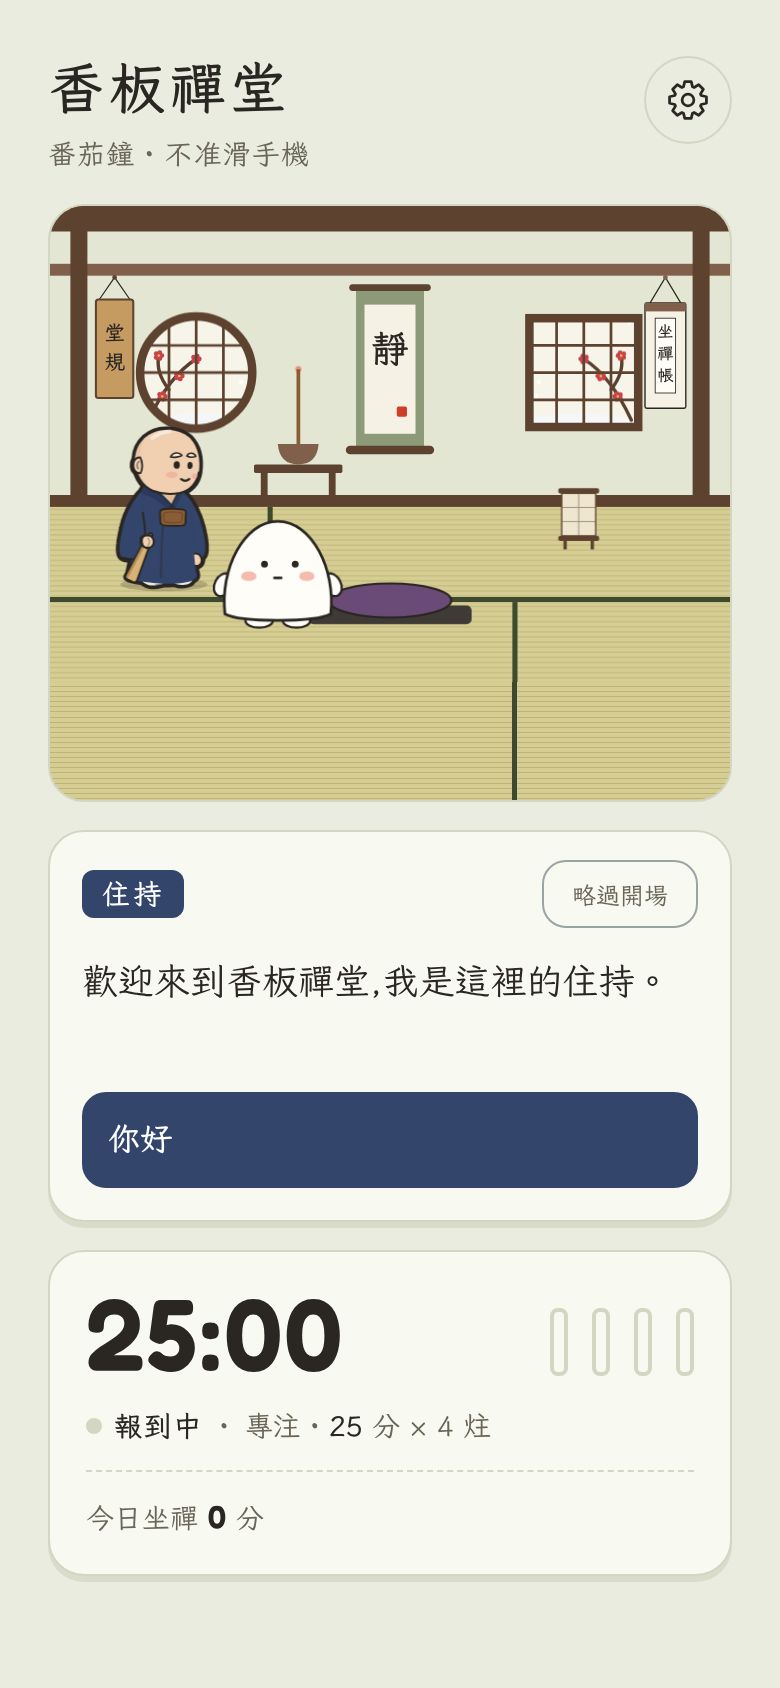 香板禪堂
番茄鐘・不准滑手機
堂規
靜
坐禪帳
住持
略過開場
歡迎來到香板禪堂,我是這裡的住持。
你好
25:00
報到中 · 專注・25 分 × 4 炷
今日坐禪 0 分